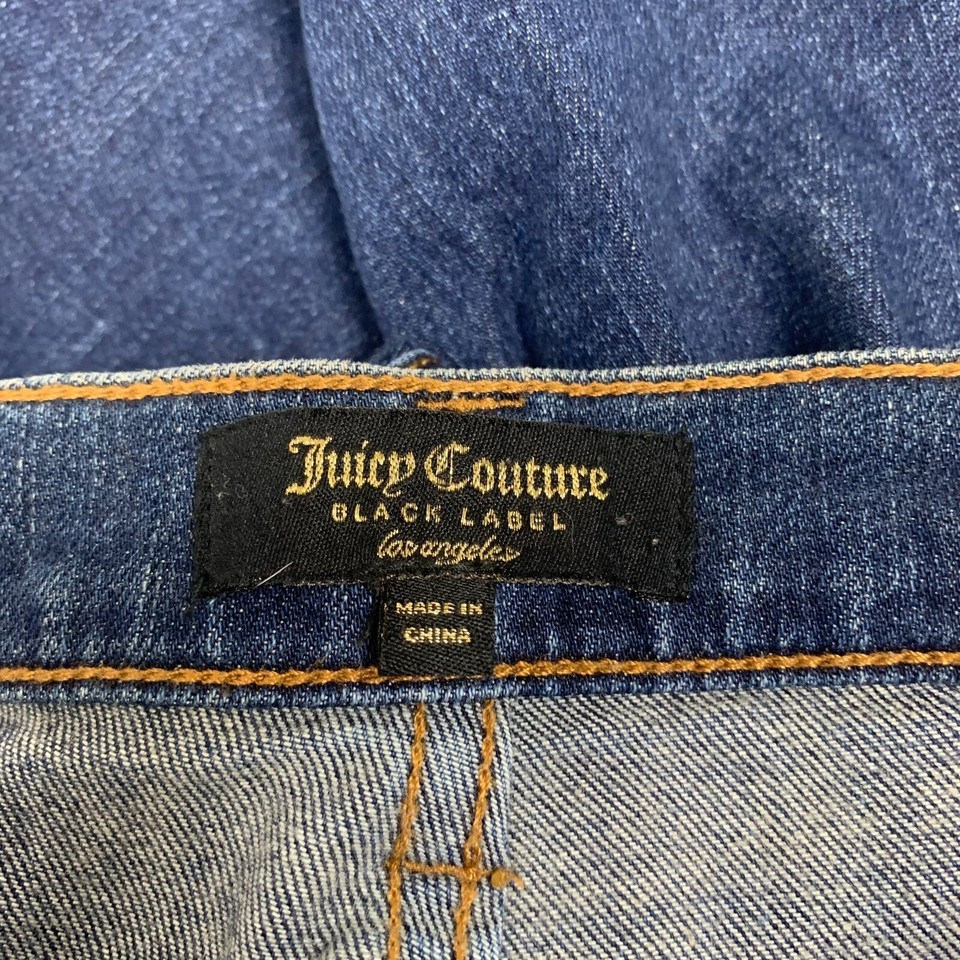 Juicy Couture
BLACK LABEL
los angeles
MADE IN
CHINA